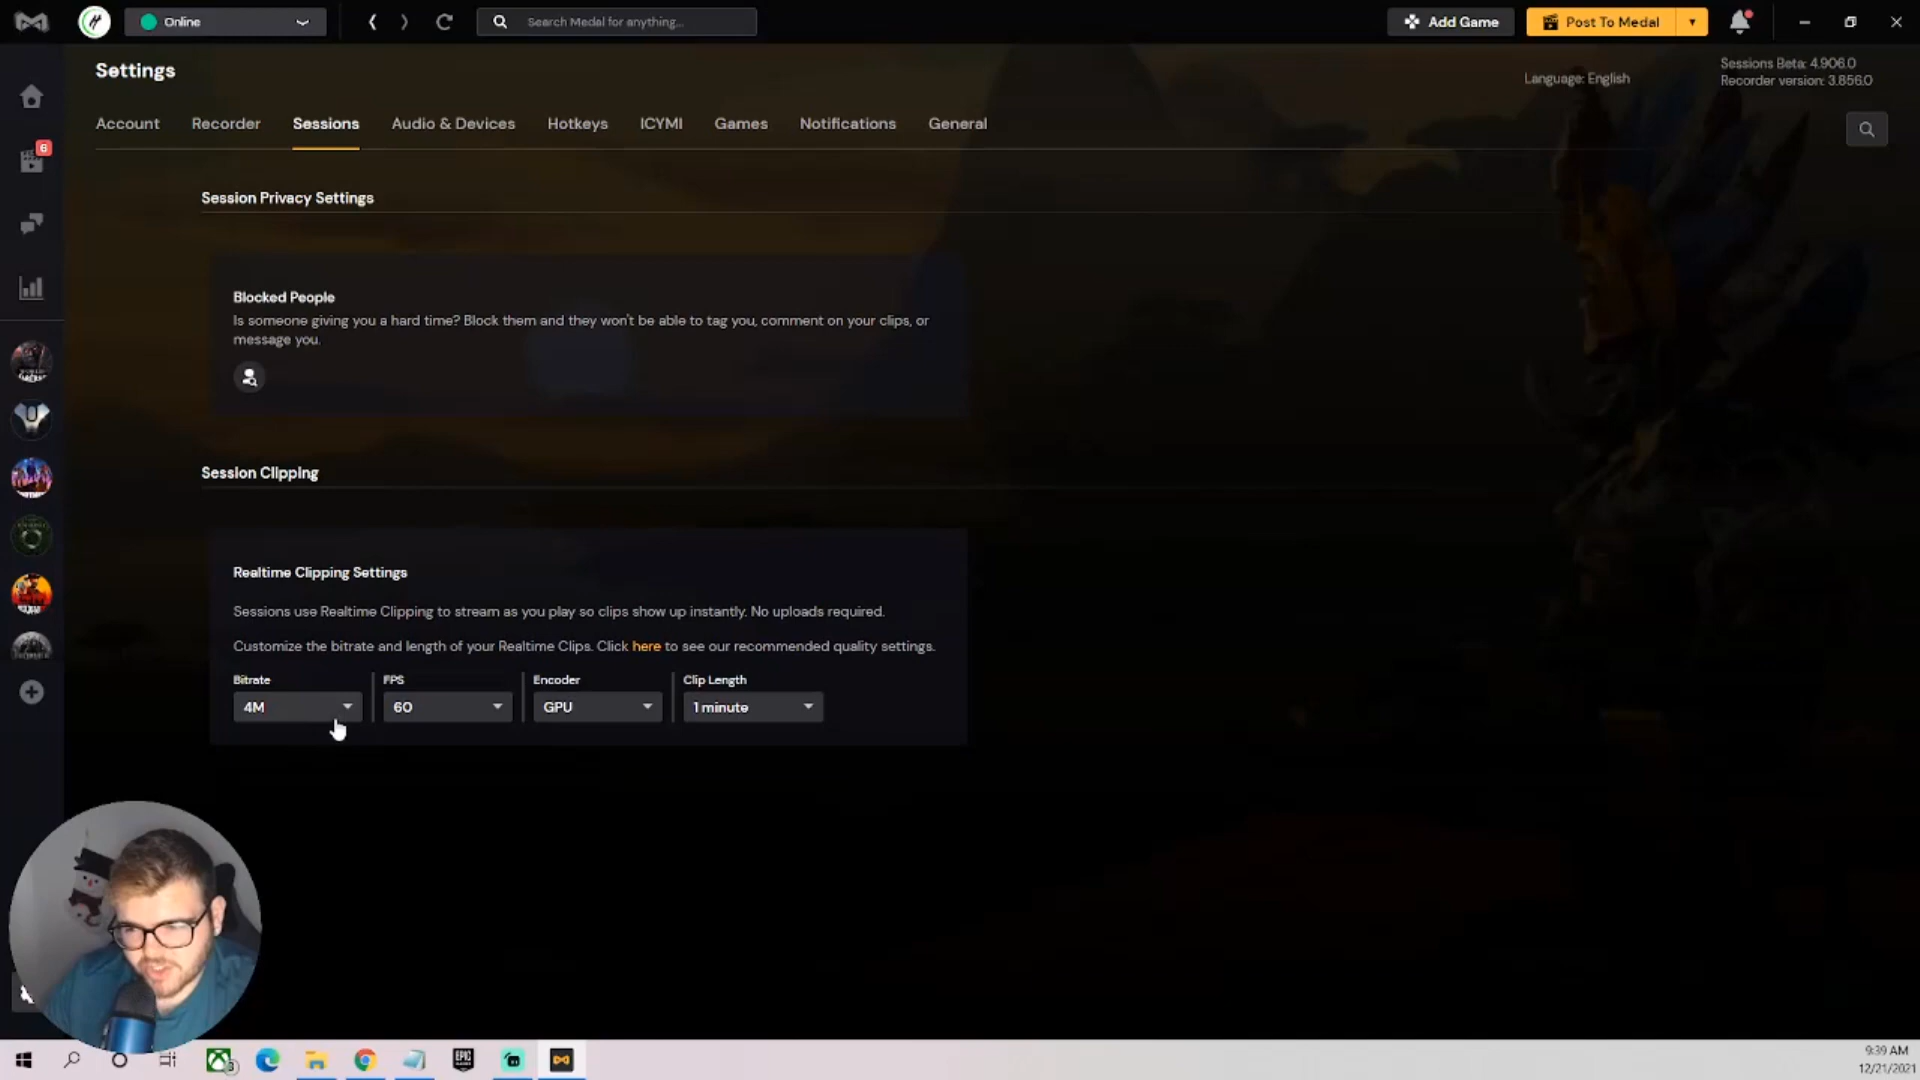 Online
Search Medal for anything...
Add Game
Post To Medal
Settings
Language: English
Sessions Beta: 4.906.0
Recorder version: 3.856.0
Account
Recorder
Sessions
Audio & Devices
Hotkeys
ICYMI
Games
Notifications
General
6
Session Privacy Settings
Blocked People
Is someone giving you a hard time? Block them and they won't be able to tag you, comment on your clips, or
message you.
Session Clipping
Realtime Clipping Settings
Sessions use Realtime Clipping to stream as you play so clips show up instantly. No uploads required.
Customize the bitrate and length of your Realtime Clips. Click here to see our recommended quality settings.
Bitrate
FPS
Encoder
Clip Length
4M
60
GPU
1 minute
EPIC
9:39 AM
12/21/2021